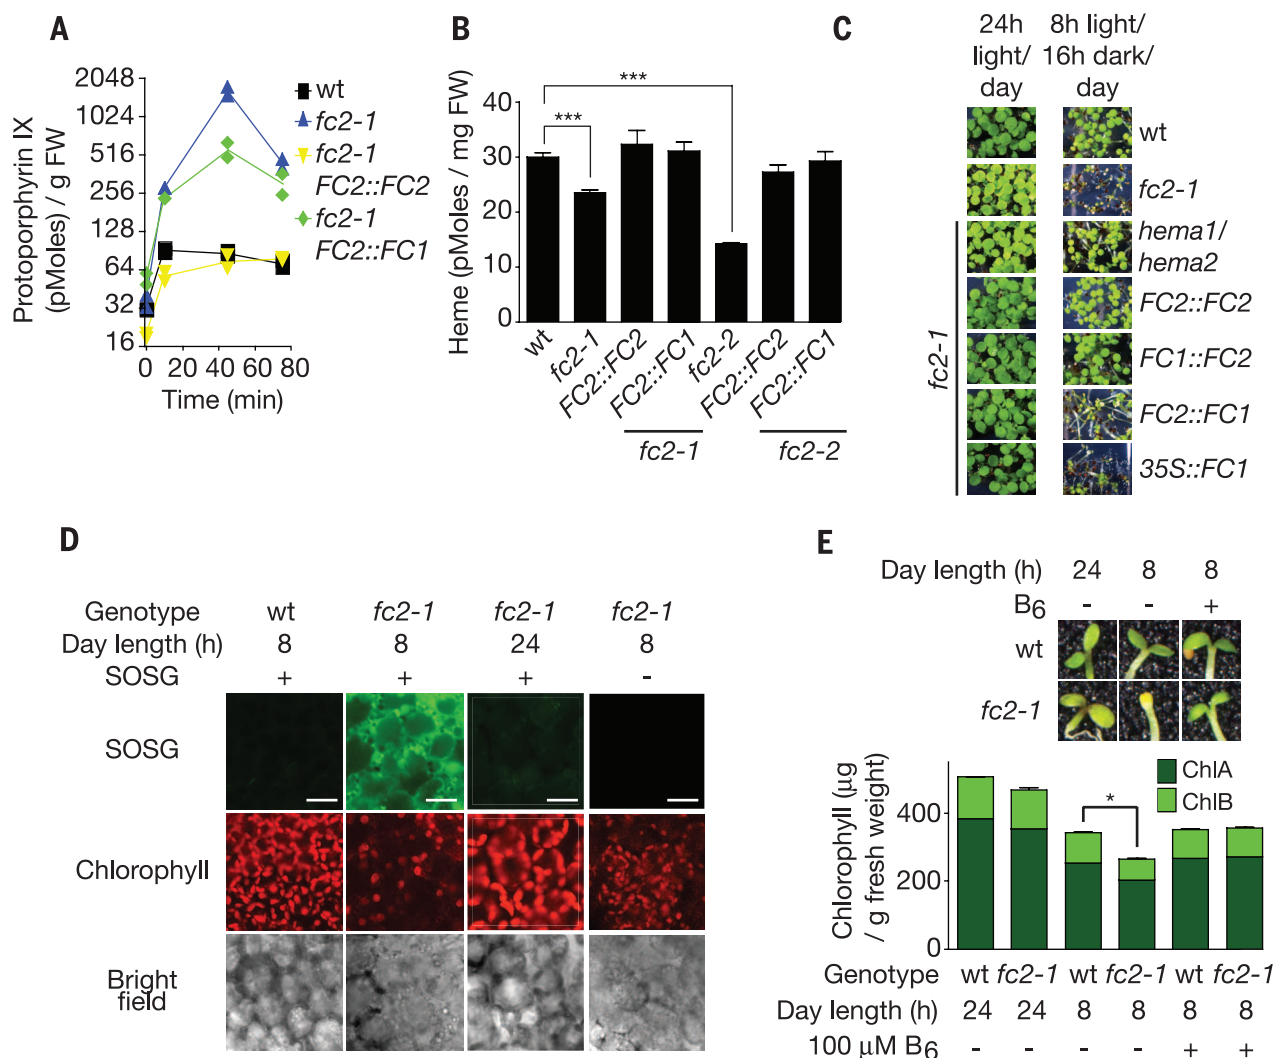 A
Protoporphyrin IX
(pMoles) / g FW
2048
1024
516
256
128
64
32
16
0 20 40 60 80
Time (min)
wt
fc2-1
fc2-1
FC2::FC2
fc2-1
FC2::FC1
B
Heme (pMoles / mg FW)
40
30
20
10
0
***
***
wt
fc2-1
FC2::FC2
FC2::FC1
fc2-2
FC2::FC2
FC2::FC1
fc2-1
fc2-2
C
24h
light/
day
8h light/
16h dark/
day
wt
fc2-1
hema1/
hema2
FC2::FC2
FC1::FC2
FC2::FC1
35S::FC1
fc2-1
D
Genotype wt fc2-1 fc2-1 fc2-1
Day length (h) 8 8 24 8
SOSG + + + -
SOSG
Chlorophyll
Bright
field
E
Day length (h) 24 8 8
B6 - - +
wt
fc2-1
Chlorophyll (µg
/ g fresh weight)
400
200
0
ChlA
ChlB
*
Genotype wt fc2-1 wt fc2-1 wt fc2-1
Day length (h) 24 24 8 8 8 8
100 µM B6 - - - - + +